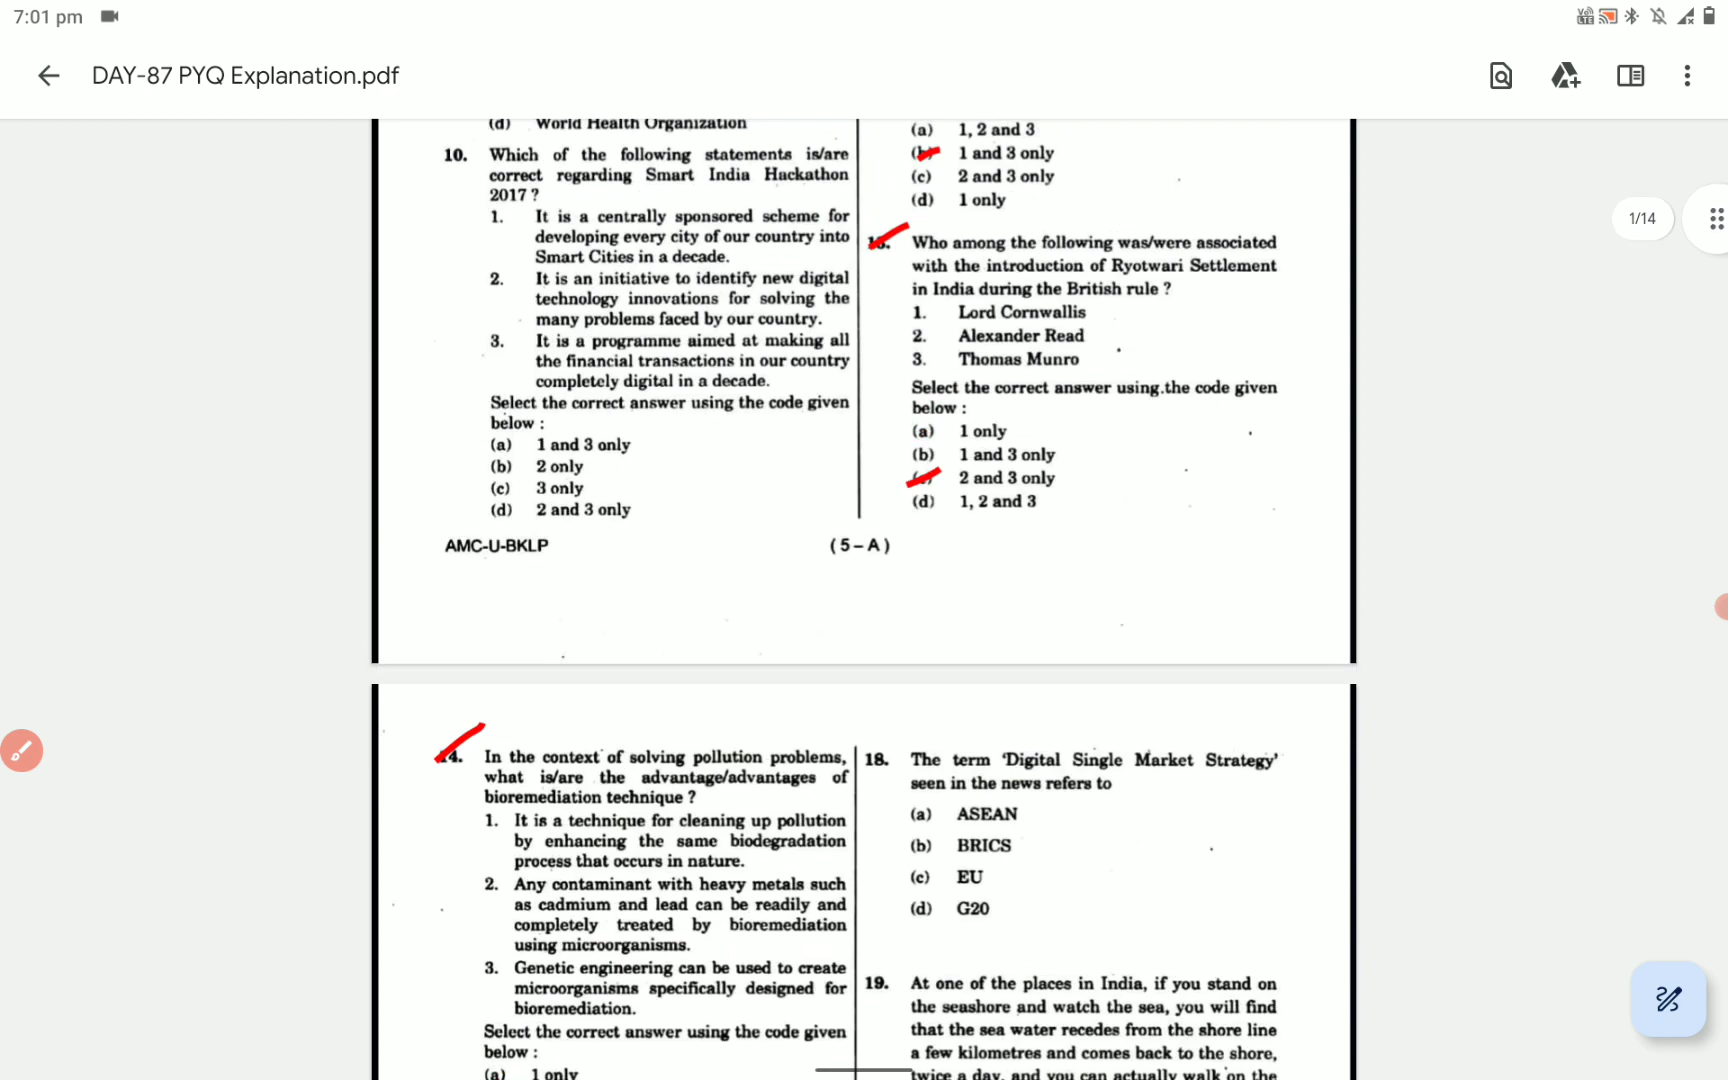 7:01 pm
DAY-87 PYQ Explanation.pdf
1/14
(d) World Health Organization
10. Which of the following statements is/are
correct regarding Smart India Hackathon
2017 ?
1. It is a centrally sponsored scheme for
developing every city of our country into
Smart Cities in a decade.
2. It is an initiative to identify new digital
technology innovations for solving the
many problems faced by our country.
3. It is a programme aimed at making all
the financial transactions in our country
completely digital in a decade.
Select the correct answer using the code given
below :
(a) 1 and 3 only
(b) 2 only
(c) 3 only
(d) 2 and 3 only
(a) 1, 2 and 3
1 and 3 only
(c) 2 and 3 only
(d) 1 only
Who among the following was/were associated
with the introduction of Ryotwari Settlement
in India during the British rule ?
1. Lord Cornwallis
2. Alexander Read
3. Thomas Munro
Select the correct answer using.the code given
below :
(a) 1 only
(b) 1 and 3 only
2 and 3 only
(d) 1, 2 and 3
AMC-U-BKLP
( 5 – A )
14. In the context of solving pollution problems,
what is/are the advantage/advantages of
bioremediation technique ?
1. It is a technique for cleaning up pollution
by enhancing the same biodegradation
process that occurs in nature.
2. Any contaminant with heavy metals such
as cadmium and lead can be readily and
completely treated by bioremediation
using microorganisms.
3. Genetic engineering can be used to create
microorganisms specifically designed for
bioremediation.
Select the correct answer using the code given
below :
(a) 1 only
18. The term ‘Digital Single Market Strategy’
seen in the news refers to
(a) ASEAN
(b) BRICS
(c) EU
(d) G20
19. At one of the places in India, if you stand on
the seashore and watch the sea, you will find
that the sea water recedes from the shore line
a few kilometres and comes back to the shore,
twice a day, and you can actually walk on the